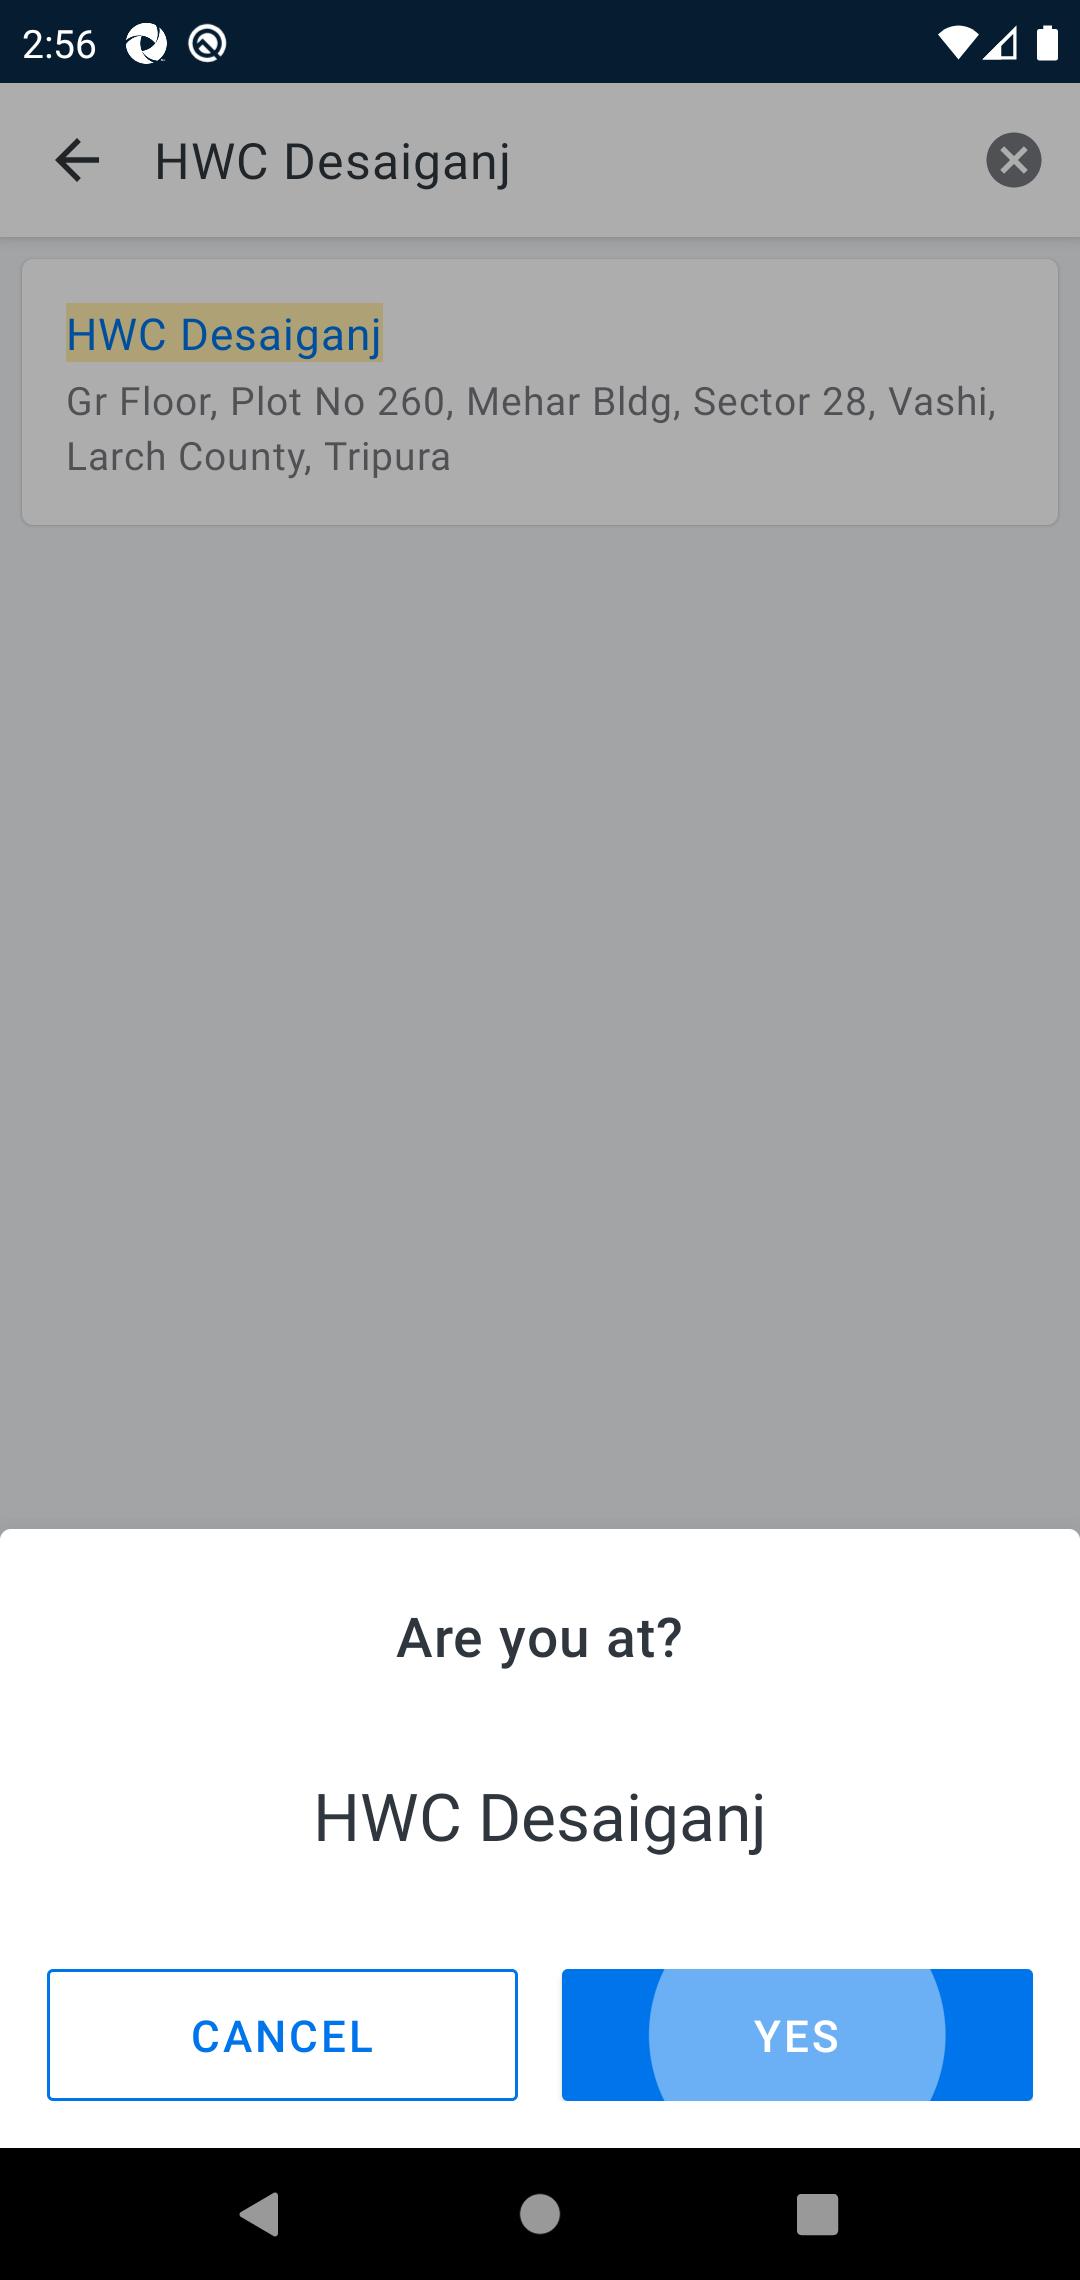 2:56
HWC Desaiganj
HWC Desaiganj
Gr Floor, Plot No 260, Mehar Bldg, Sector 28, Vashi,
Larch County, Tripura
Are you at?
HWC Desaiganj
CANCEL
YES